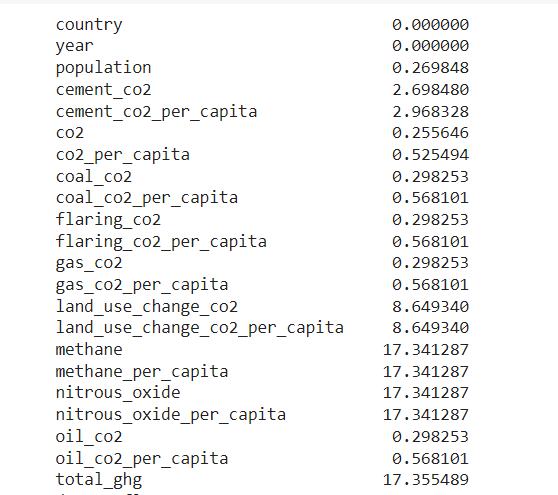 country 0.000000
year 0.000000
population 0.269848
cement_co2 2.698480
cement_co2_per_capita 2.968328
co2 0.255646
co2_per_capita 0.525494
coal_co2 0.298253
coal_co2_per_capita 0.568101
flaring_co2 0.298253
flaring_co2_per_capita 0.568101
gas_co2 0.298253
gas_co2_per_capita 0.568101
land_use_change_co2 8.649340
land_use_change_co2_per_capita 8.649340
methane 17.341287
methane_per_capita 17.341287
nitrous_oxide 17.341287
nitrous_oxide_per_capita 17.341287
oil_co2 0.298253
oil_co2_per_capita 0.568101
total_ghg 17.355489